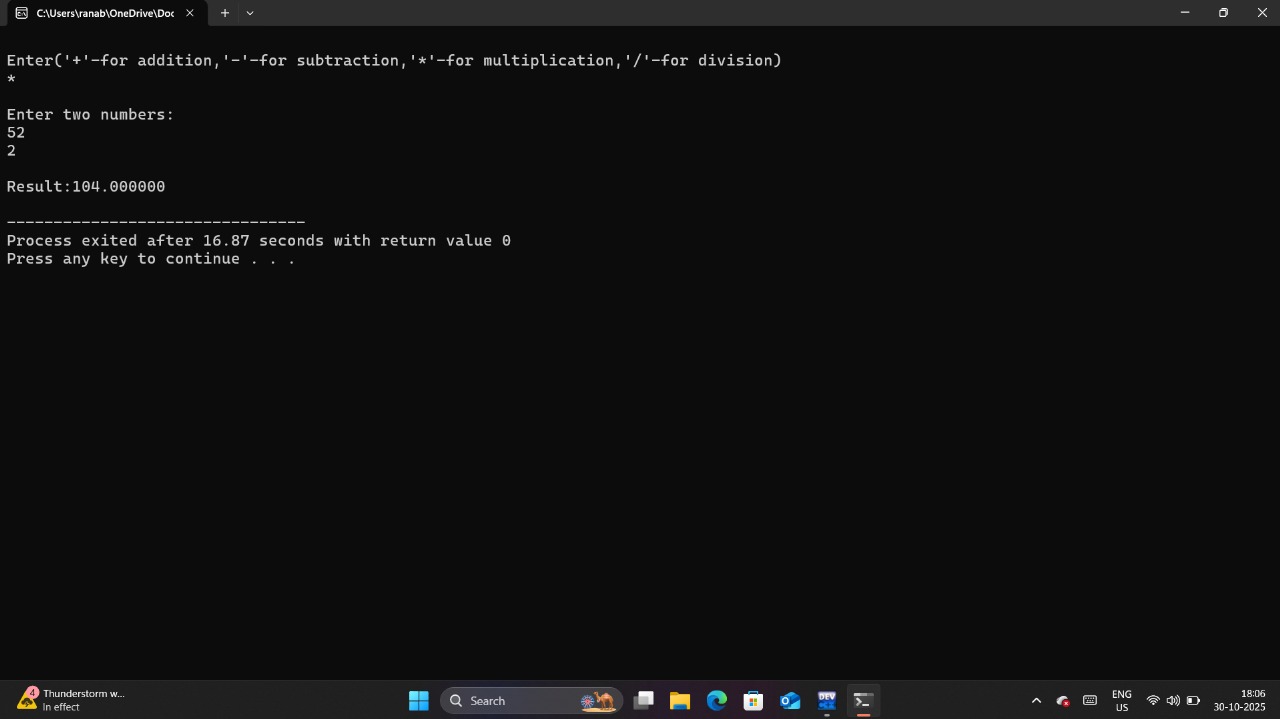 C:\Users\ranab\OneDrive\Doc
Enter('+'-for addition,'-'-for subtraction,'*'-for multiplication,'/'-for division)
*
Enter two numbers:
52
2
Result:104.000000
--------------------------------
Process exited after 16.87 seconds with return value 0
Press any key to continue . . .
4
Thunderstorm w...
In effect
Search
DEV
ENG
US
18:06
30-10-2025